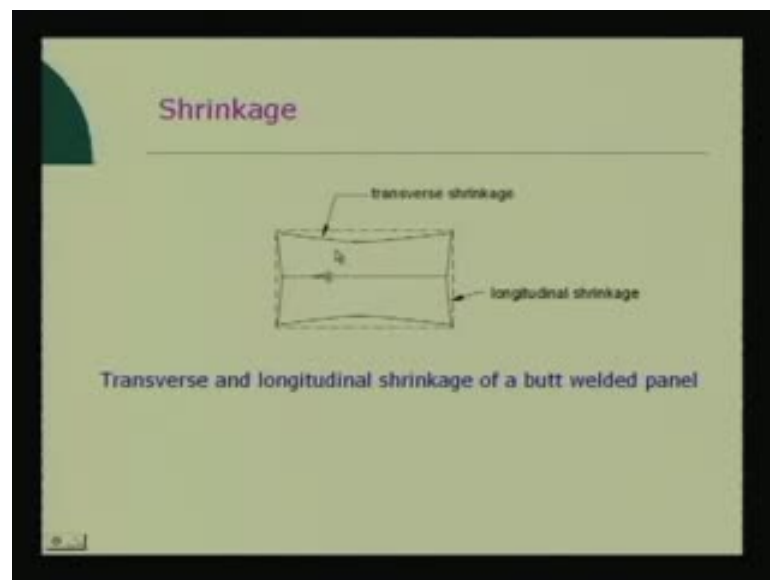 Shrinkage
transverse shrinkage
longitudinal shrinkage
Transverse and longitudinal shrinkage of a butt welded panel